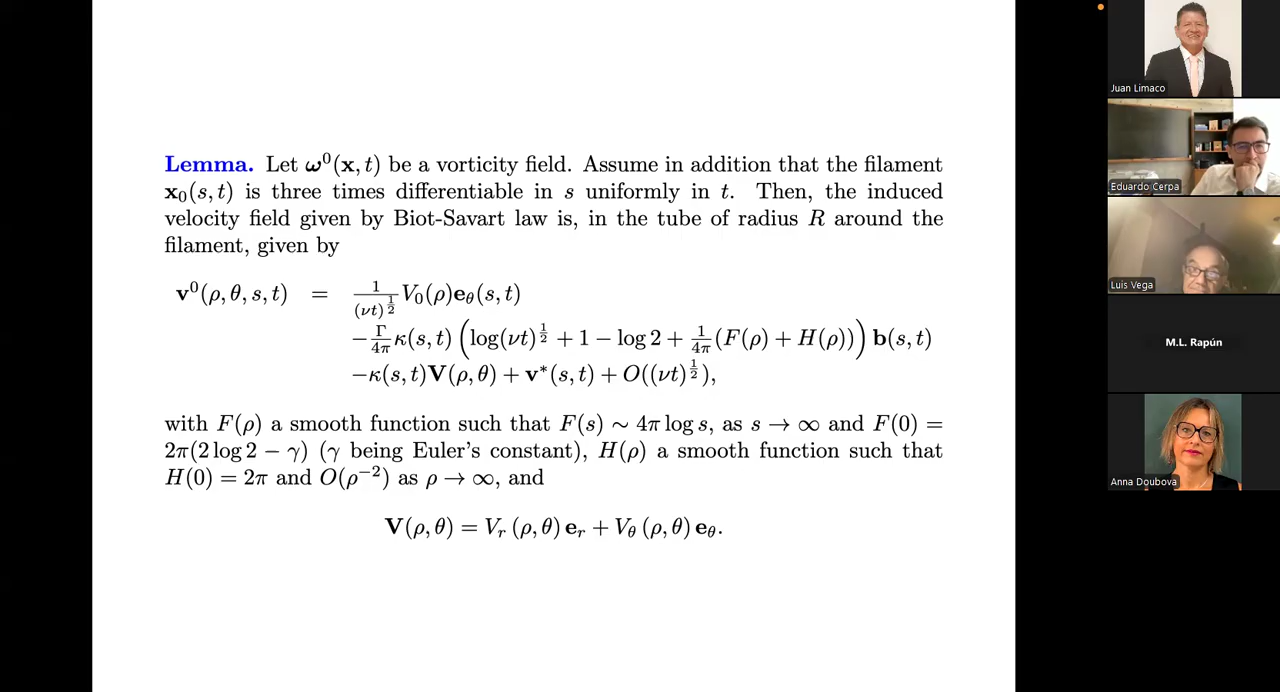 Lemma. Let ω⁰(x, t) be a vorticity field. Assume in addition that the filament
x₀(s, t) is three times differentiable in s uniformly in t. Then, the induced
velocity field given by Biot-Savart law is, in the tube of radius R around the
filament, given by
v⁰(ρ, θ, s, t) = 1/(νt)^{1/2} V₀(ρ)e_θ(s, t)
−Γ/4π κ(s, t) (log(νt)^{1/2} + 1 − log 2 + 1/4π (F(ρ) + H(ρ))) b(s, t)
−κ(s, t)V(ρ, θ) + v*(s, t) + O((νt)^{1/2}),
with F(ρ) a smooth function such that F(s) ∼ 4π log s, as s → ∞ and F(0) =
2π(2 log 2 − γ) (γ being Euler's constant), H(ρ) a smooth function such that
H(0) = 2π and O(ρ⁻²) as ρ → ∞, and
V(ρ, θ) = V_r (ρ, θ) e_r + V_θ (ρ, θ) e_θ.
Juan Limaco
Eduardo Cerpa
Luis Vega
M.L. Rapún
Anna Doubova